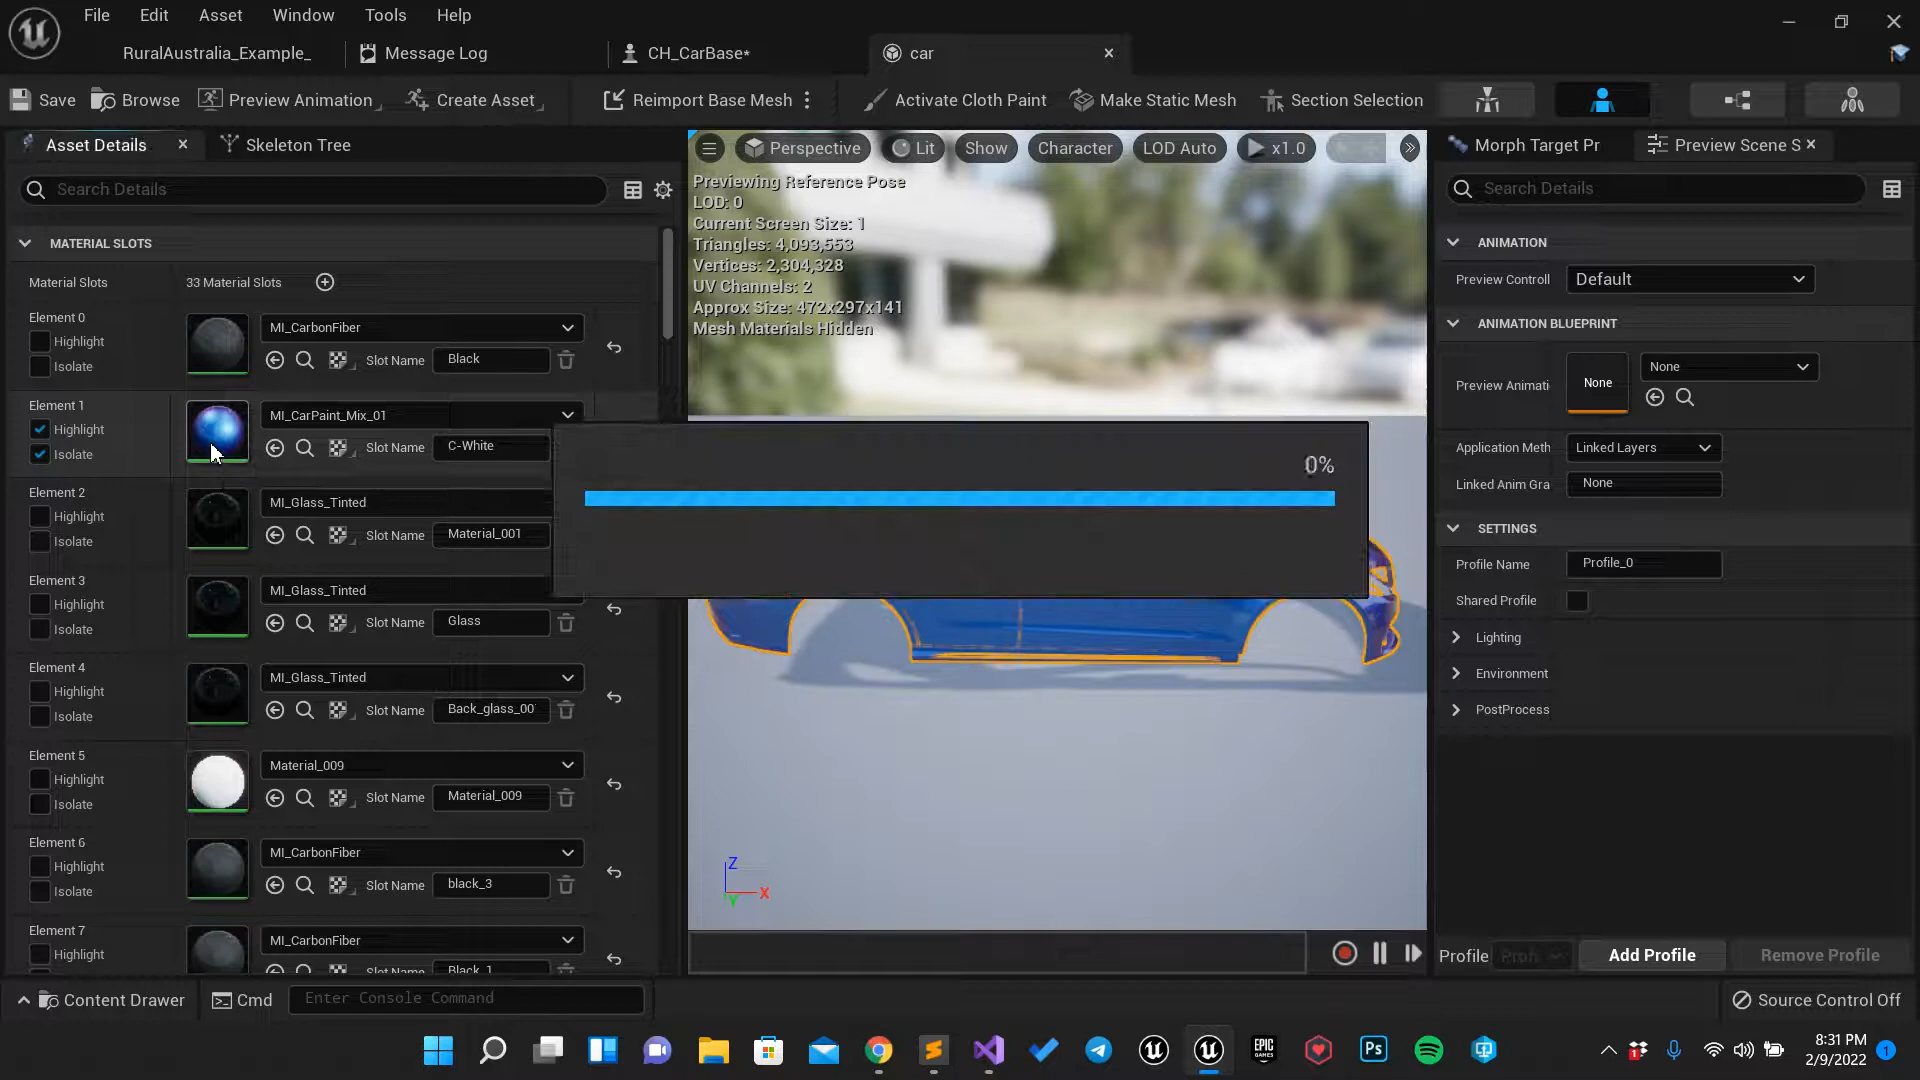 File Edit Asset Window Tools Help
RuralAustralia_Example_ Message Log CH_CarBase* car
Save Browse Preview Animation Create Asset Reimport Base Mesh Activate Cloth Paint Make Static Mesh Section Selection
Asset Details Skeleton Tree
Search Details
MATERIAL SLOTS
Material Slots 33 Material Slots
Element 0
Highlight
Isolate
MI_CarbonFiber
Slot Name Black
Element 1
Highlight
Isolate
MI_CarPaint_Mix_01
Slot Name C-White
Element 2
Highlight
Isolate
MI_Glass_Tinted
Slot Name Material_001
Element 3
Highlight
Isolate
MI_Glass_Tinted
Slot Name Glass
Element 4
Highlight
Isolate
MI_Glass_Tinted
Slot Name Back_glass_00
Element 5
Highlight
Isolate
Material_009
Slot Name Material_009
Element 6
Highlight
Isolate
MI_CarbonFiber
Slot Name black_3
Element 7
Highlight
MI_CarbonFiber
Slot Name Black_1
Perspective Lit Show Character LOD Auto x1.0
Previewing Reference Pose
LOD: 0
Current Screen Size: 1
Triangles: 4,093,553
Vertices: 2,304,328
UV Channels: 2
Approx Size: 472x297x141
Mesh Materials Hidden
0%
Z
X
Y
Morph Target Pr Preview Scene S
Search Details
ANIMATION
Preview Controll Default
ANIMATION BLUEPRINT
Preview Animati None None
Application Meth Linked Layers
Linked Anim Gra None
SETTINGS
Profile Name Profile_0
Shared Profile
Lighting
Environment
PostProcess
Profile Profi Add Profile Remove Profile
Content Drawer Cmd Enter Console Command Source Control Off
EPIC GAMES
Ps
1
8:31 PM
2/9/2022
1